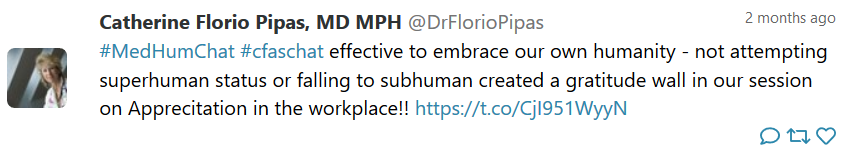 Catherine Florio Pipas, MD MPH @DrFlorioPipas 2 months ago
#MedHumChat #cfaschat effective to embrace our own humanity - not attempting
superhuman status or falling to subhuman created a gratitude wall in our session
on Apprecitation in the workplace!! https://t.co/CjI951WyyN